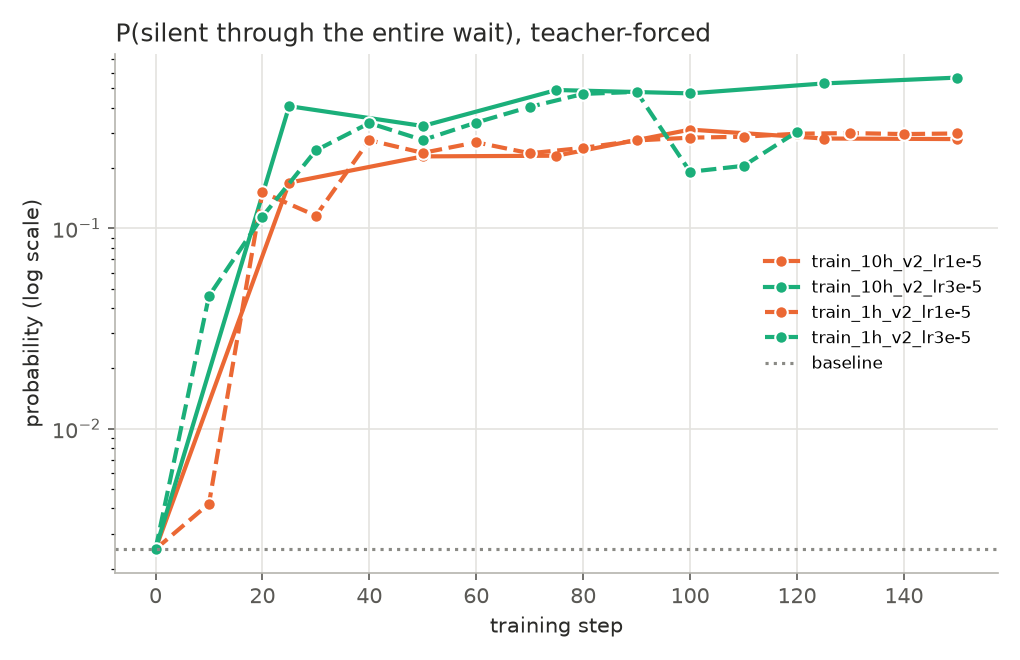 P(silent through the entire wait), teacher-forced
probability (log scale)
10⁻¹
10⁻²
train_10h_v2_lr1e-5
train_10h_v2_lr3e-5
train_1h_v2_lr1e-5
train_1h_v2_lr3e-5
baseline
0 20 40 60 80 100 120 140
training step